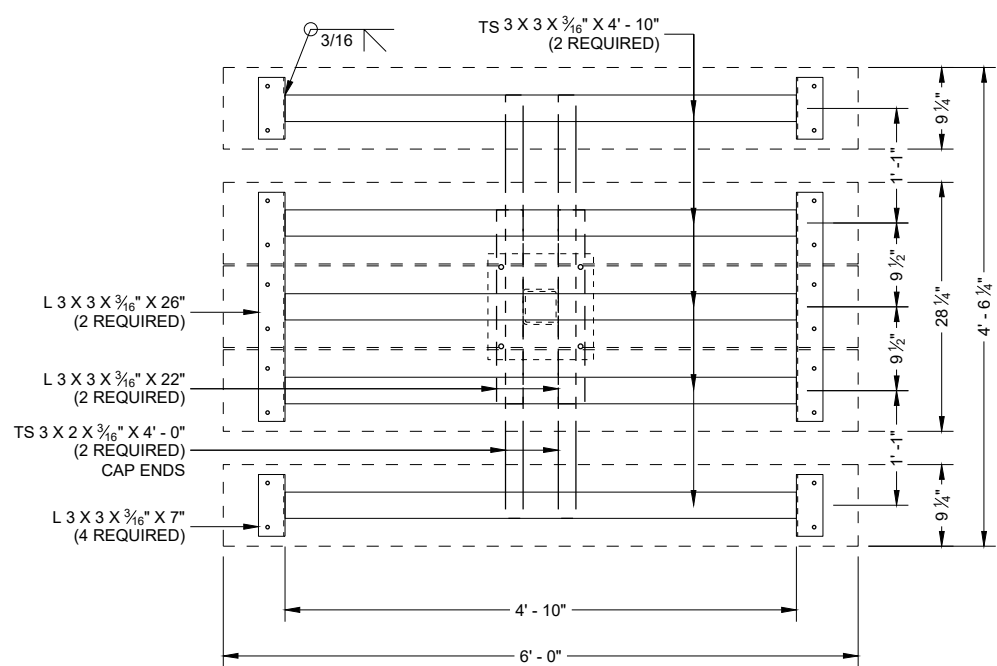 3/16
TS 3 X 3 X 3⁄16" X 4' - 10"
(2 REQUIRED)
9 1⁄4"
1' -1"
9 1⁄2"
28 1⁄4"
4' - 6 1⁄4"
L 3 X 3 X 3⁄16" X 26"
(2 REQUIRED)
9 1⁄2"
L 3 X 3 X 3⁄16" X 22"
(2 REQUIRED)
TS 3 X 2 X 3⁄16" X 4' - 0"
(2 REQUIRED)
CAP ENDS
1' -1"
L 3 X 3 X 3⁄16" X 7"
(4 REQUIRED)
9 1⁄4"
4' - 10"
6' - 0"